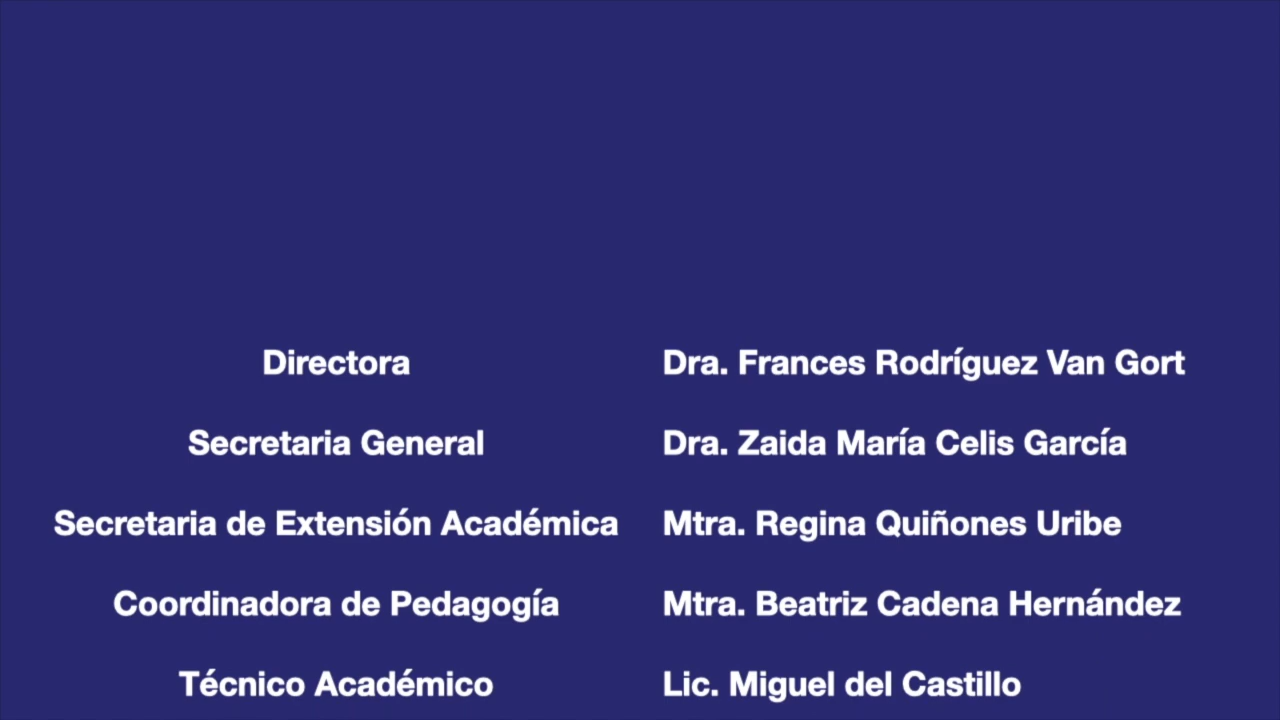 Directora Dra. Frances Rodríguez Van Gort
Secretaria General Dra. Zaida María Celis García
Secretaria de Extensión Académica Mtra. Regina Quiñones Uribe
Coordinadora de Pedagogía Mtra. Beatriz Cadena Hernández
Técnico Académico Lic. Miguel del Castillo